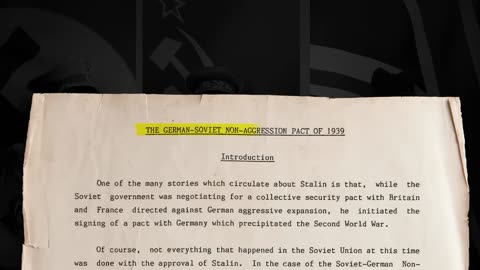 THE GERMAN-SOVIET NON-AGGRESSION PACT OF 1939
Introduction
One of the many stories which circulate about Stalin is that, while the
Soviet government was negotiating for a collective security pact with Britain
and France directed against German aggressive expansion, he initiated the
signing of a pact with Germany which precipitated the Second World War.
Of course, not everything that happened in the Soviet Union at this time
was done with the approval of Stalin. In the case of the Soviet-German Non-